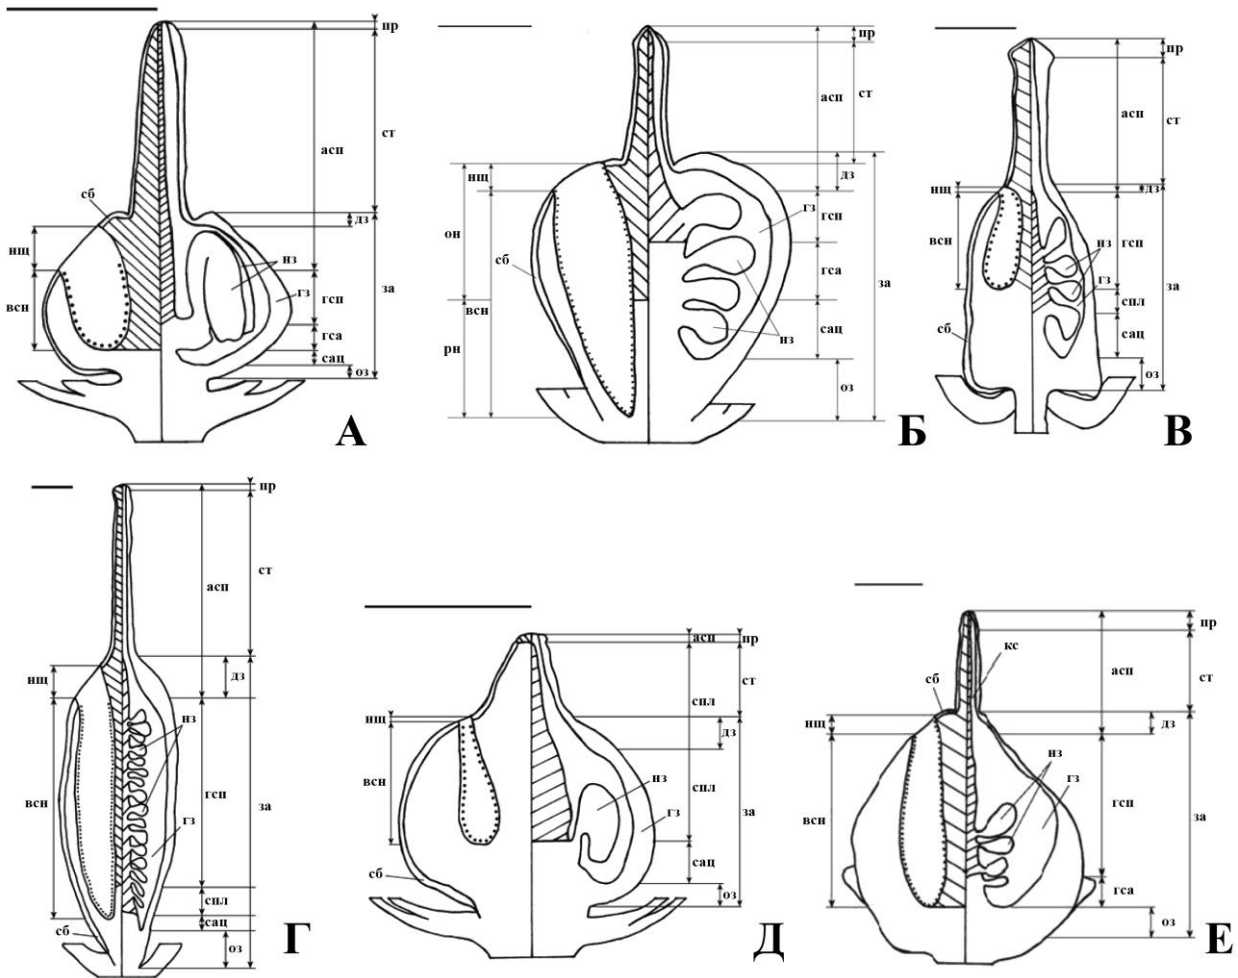 пр
асп
ст
сб
дз
нщ
нз
гз
гсп
за
всн
гса
сац
оз
А
пр
асп
ст
нщ
дз
гз
гсп
он
сб
гса
за
всн
сац
нз
рн
оз
Б
пр
асп
ст
нщ
дз
всн
гсп
нз
гз
за
спл
сб
сац
оз
В
пр
асп
ст
нщ
дз
нз
гсп
всн
гз
за
спл
сац
сб
оз
Г
асп
пр
ст
спл
нщ
дз
всн
нз
гз
спл
за
сац
сб
оз
Д
пр
кс
асп
ст
сб
нщ
дз
нз
гз
всн
гсп
за
гса
оз
Е